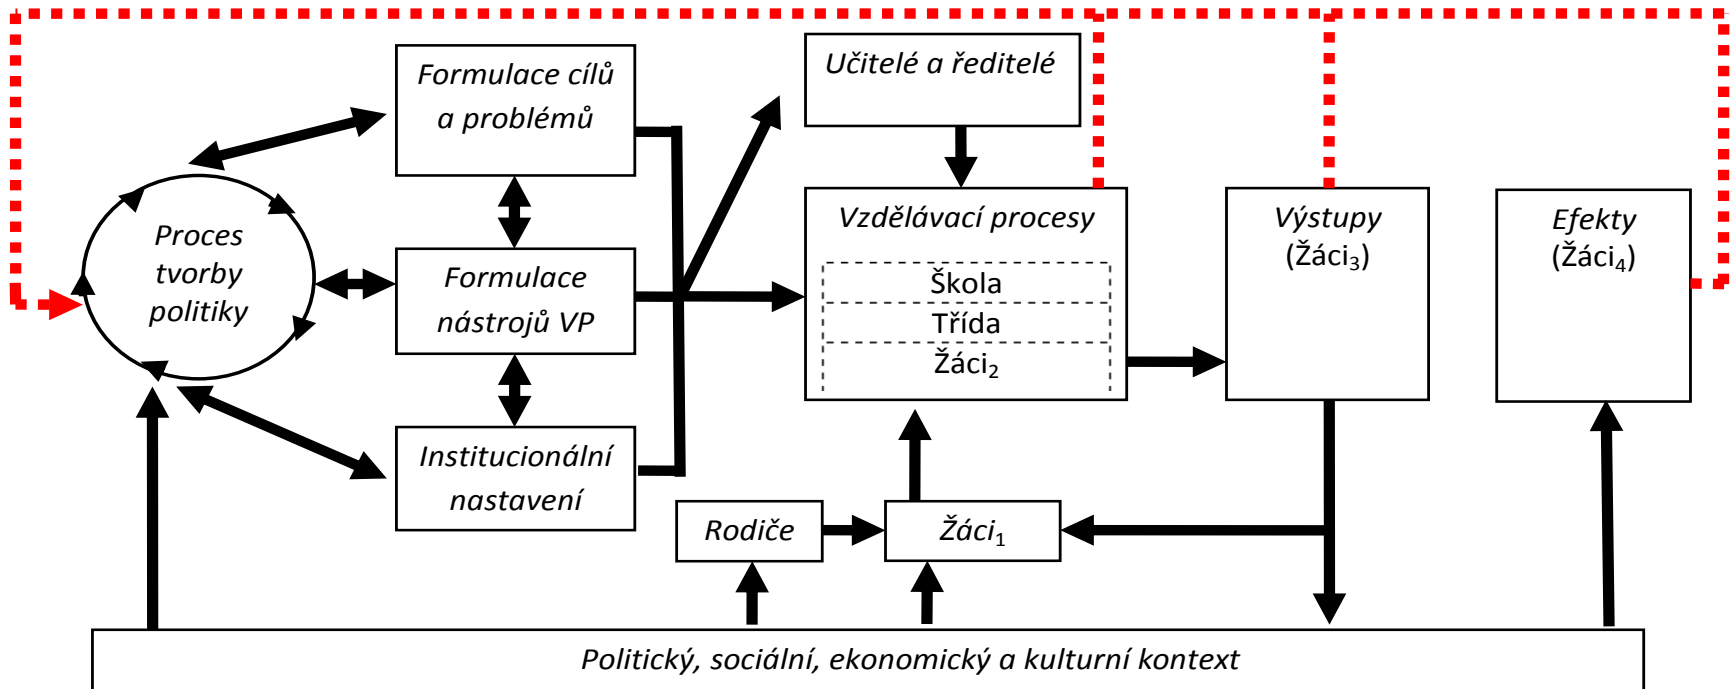 Formulace cílů
a problémů
Učitelé a ředitelé
Proces
tvorby
politiky
Formulace
nástrojů VP
Institucionální
nastavení
Vzdělávací procesy
Škola
Třída
Žáci₂
Výstupy
(Žáci₃)
Efekty
(Žáci₄)
Rodiče
Žáci₁
Politický, sociální, ekonomický a kulturní kontext